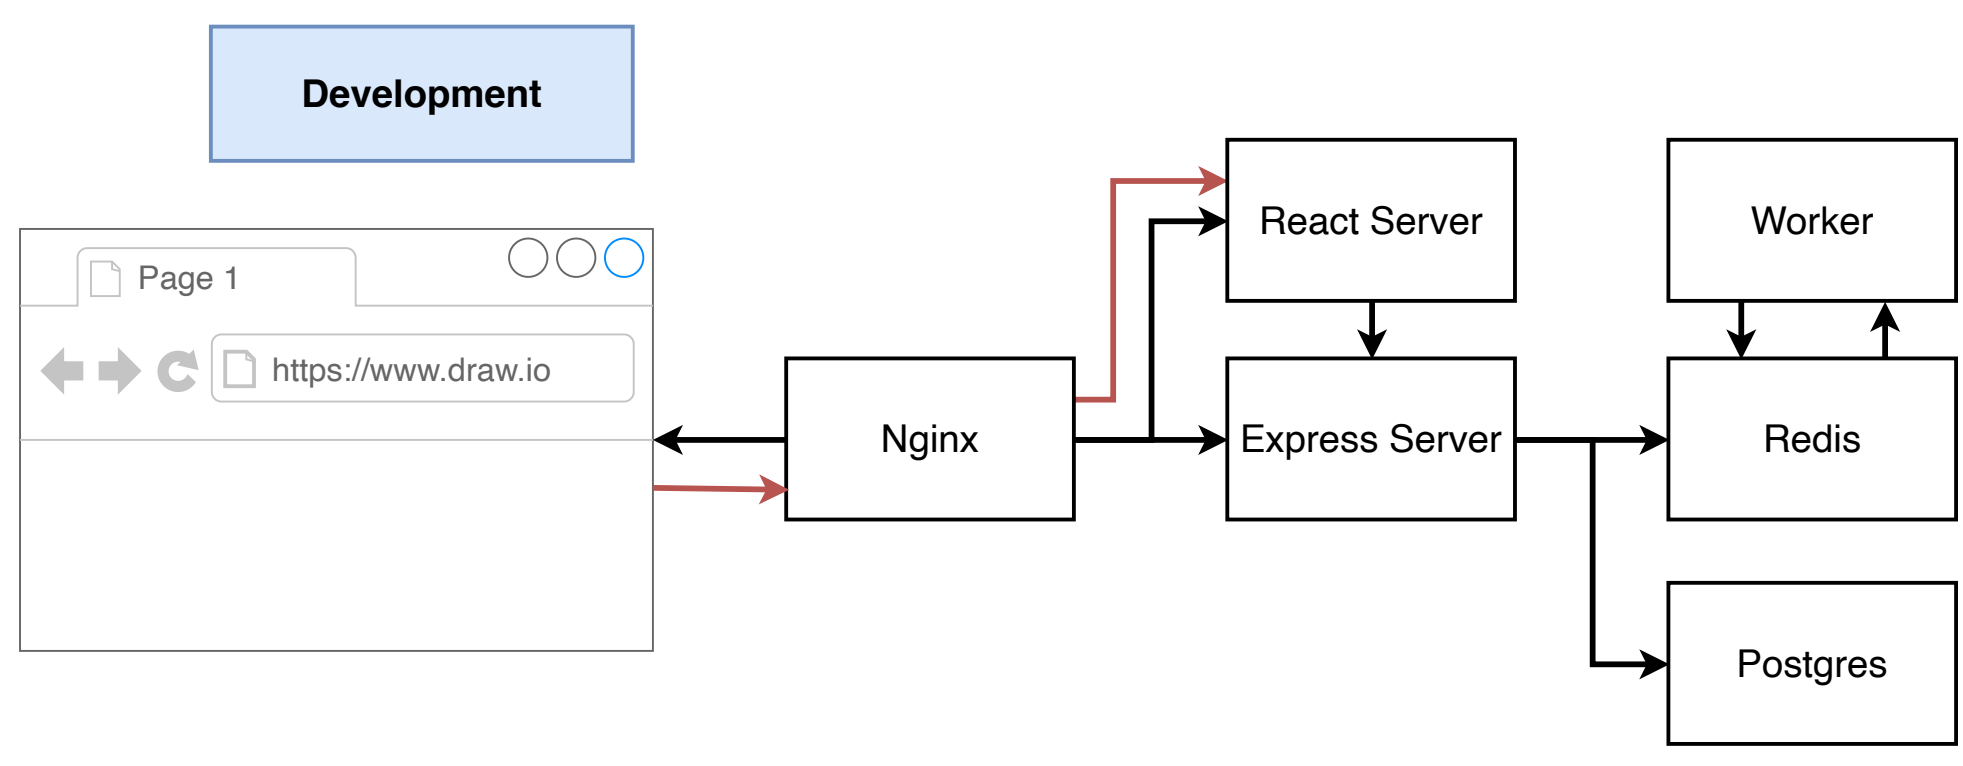 Development
Page 1
https://www.draw.io
Nginx
React Server
Express Server
Worker
Redis
Postgres